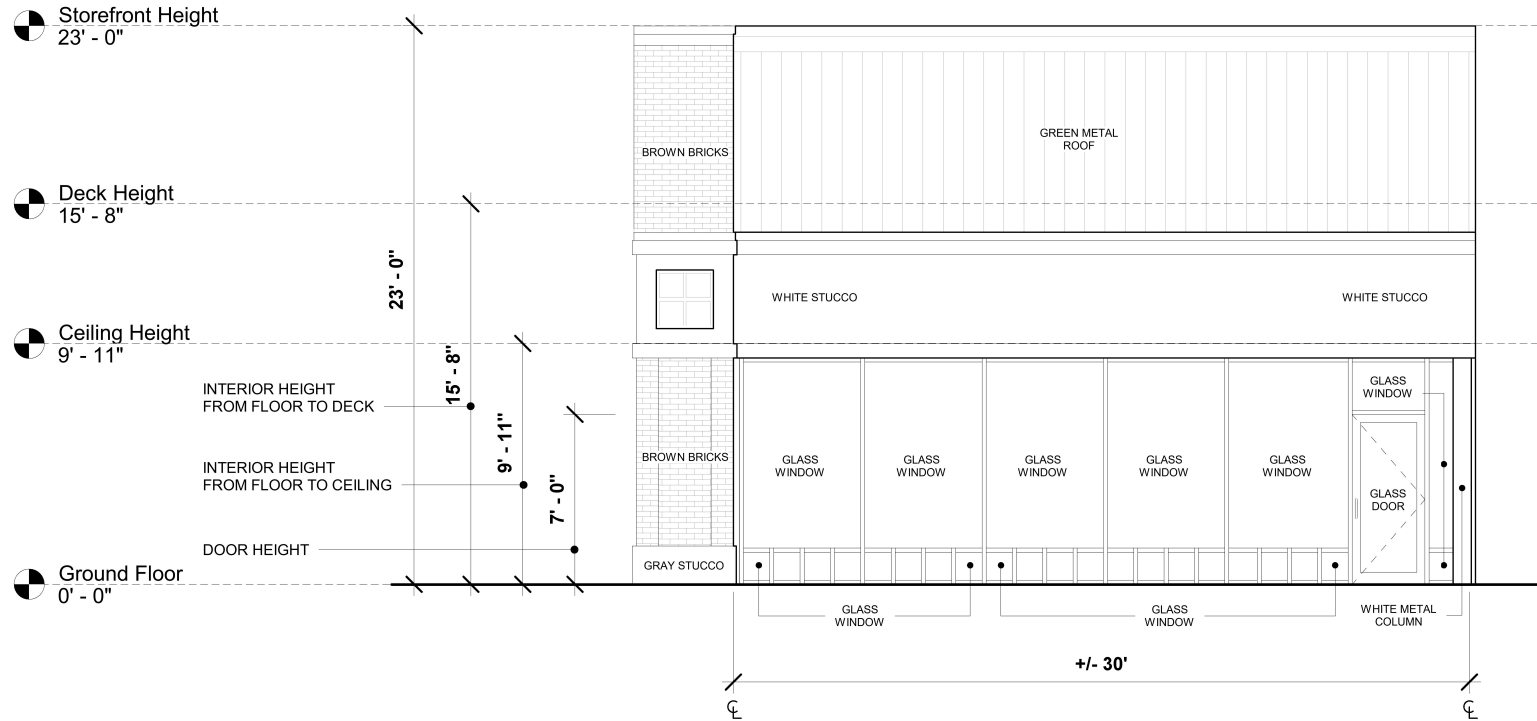 Storefront Height
23' - 0"
GREEN METAL
ROOF
BROWN BRICKS
Deck Height
15' - 8"
23' - 0"
WHITE STUCCO
WHITE STUCCO
Ceiling Height
9' - 11"
15' - 8"
INTERIOR HEIGHT
FROM FLOOR TO DECK
GLASS
WINDOW
9' - 11"
BROWN BRICKS
GLASS
WINDOW
GLASS
WINDOW
GLASS
WINDOW
GLASS
WINDOW
GLASS
WINDOW
INTERIOR HEIGHT
FROM FLOOR TO CEILING
7' - 0"
GLASS
DOOR
DOOR HEIGHT
GRAY STUCCO
Ground Floor
0' - 0"
GLASS
WINDOW
GLASS
WINDOW
WHITE METAL
COLUMN
+/- 30'
℄
℄